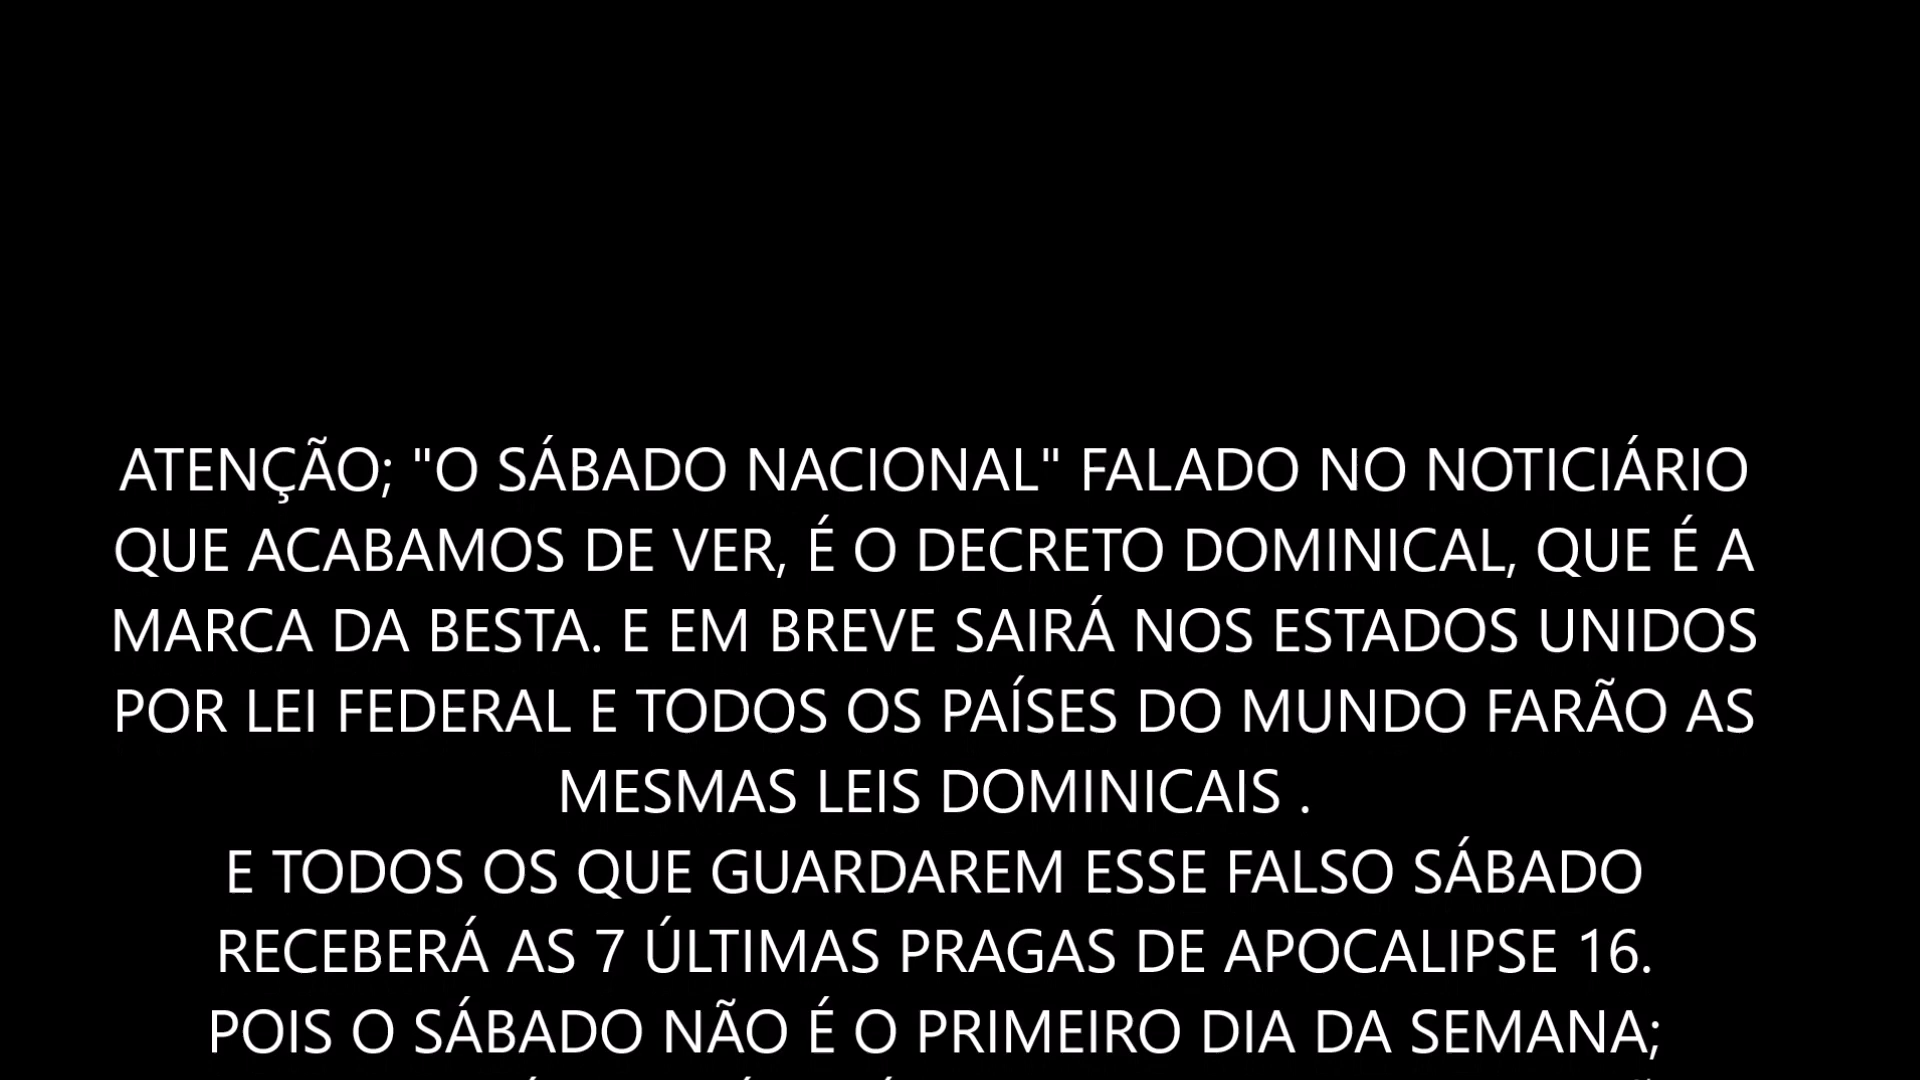 ATENÇÃO; "O SÁBADO NACIONAL" FALADO NO NOTICIÁRIO
QUE ACABAMOS DE VER, É O DECRETO DOMINICAL, QUE É A
MARCA DA BESTA. E EM BREVE SAIRÁ NOS ESTADOS UNIDOS
POR LEI FEDERAL E TODOS OS PAÍSES DO MUNDO FARÃO AS
MESMAS LEIS DOMINICAIS .
E TODOS OS QUE GUARDAREM ESSE FALSO SÁBADO
RECEBERÁ AS 7 ÚLTIMAS PRAGAS DE APOCALIPSE 16.
POIS O SÁBADO NÃO É O PRIMEIRO DIA DA SEMANA;